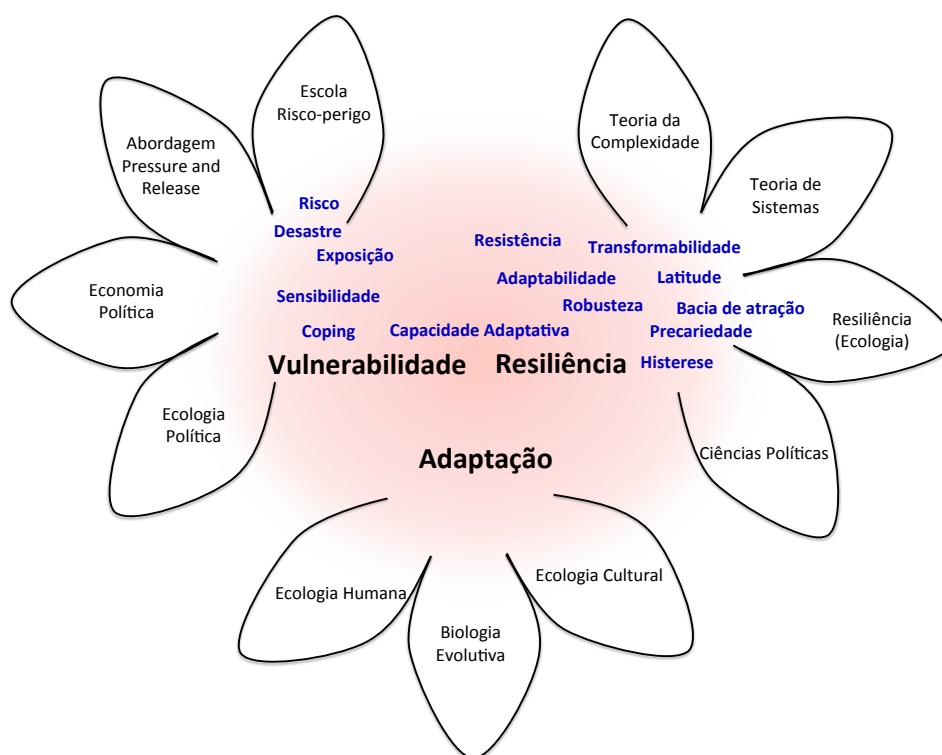 Escola
Risco-perigo
Abordagem
Pressure and
Release
Economia
Política
Ecologia
Política
Teoria da
Complexidade
Teoria de
Sistemas
Resiliência
(Ecologia)
Ciências Políticas
Risco
Desastre
Exposição
Sensibilidade
Coping
Capacidade Adaptativa
Resistência
Transformabilidade
Adaptabilidade
Latitude
Robusteza
Bacia de atração
Precariedade
Histerese
Vulnerabilidade
Resiliência
Adaptação
Ecologia Humana
Biologia
Evolutiva
Ecologia Cultural